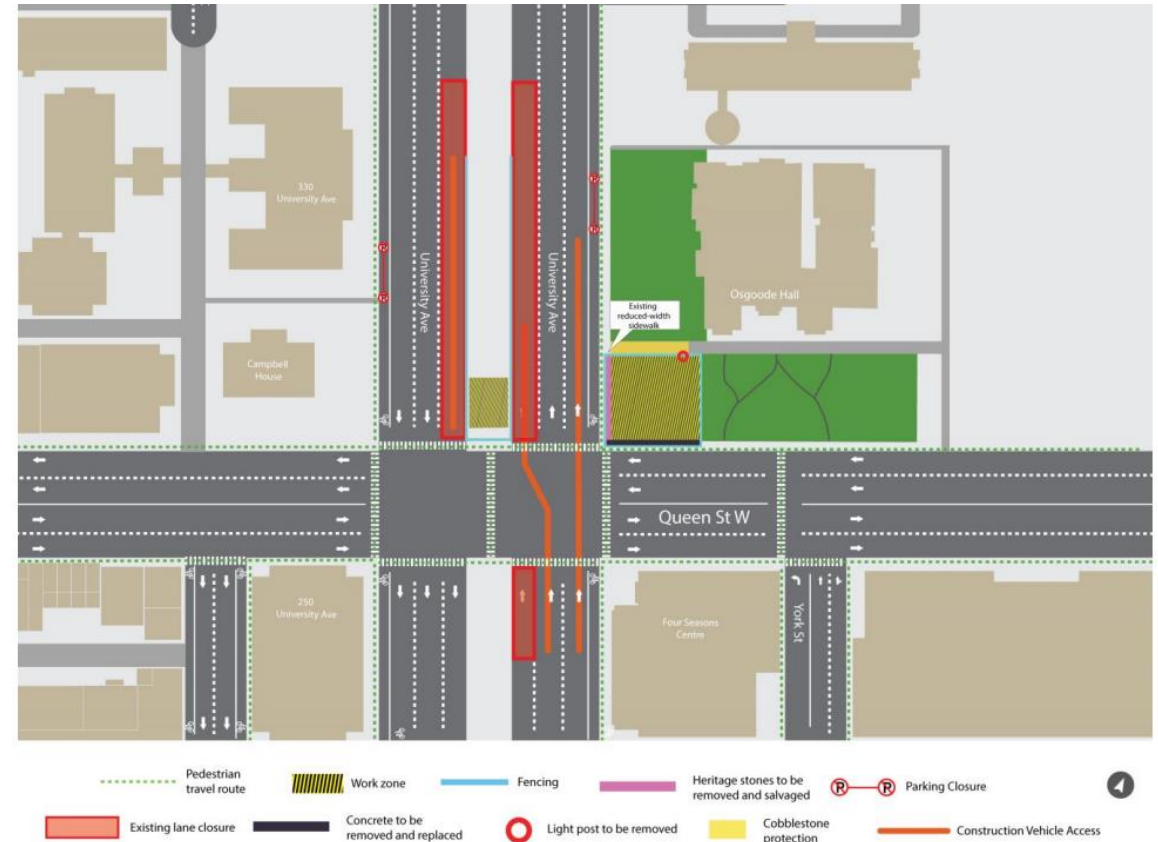 330
University Ave
University Ave
University Ave
Osgoode Hall
Existing
reduced-width
sidewalk
Campbell
House
Queen St W
250
University Ave
Four Seasons
Centre
York St
Pedestrian
travel route
Work zone
Fencing
Heritage stones to be
removed and salvaged
P P Parking Closure
Existing lane closure
Concrete to be
removed and replaced
Light post to be removed
Cobblestone
protection
Construction Vehicle Access